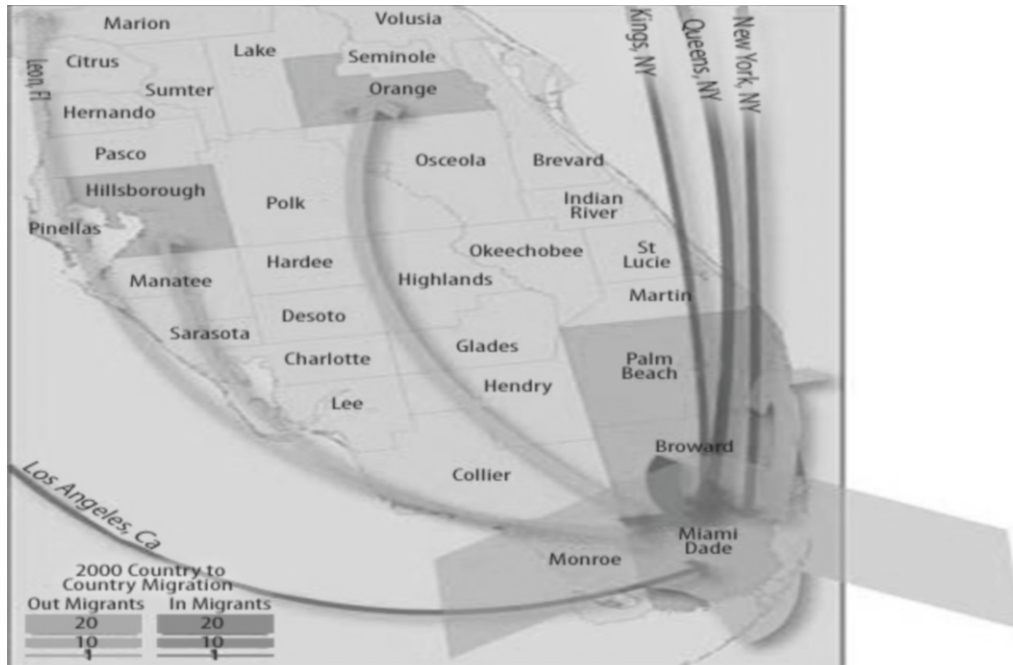 Marion
Volusia
Kings, NY
Queens, NY
New York, NY
Leon, Fl
Citrus
Lake
Seminole
Sumter
Orange
Hernando
Pasco
Osceola
Brevard
Hillsborough
Polk
Indian
River
Pinellas
Okeechobee
St
Lucie
Hardee
Manatee
Highlands
Martin
Desoto
Sarasota
Glades
Charlotte
Palm
Beach
Hendry
Lee
Broward
Collier
Los Angeles, Ca
Miami
Dade
Monroe
2000 Country to
Country Migration
Out Migrants In Migrants
20 20
10 10
1 1